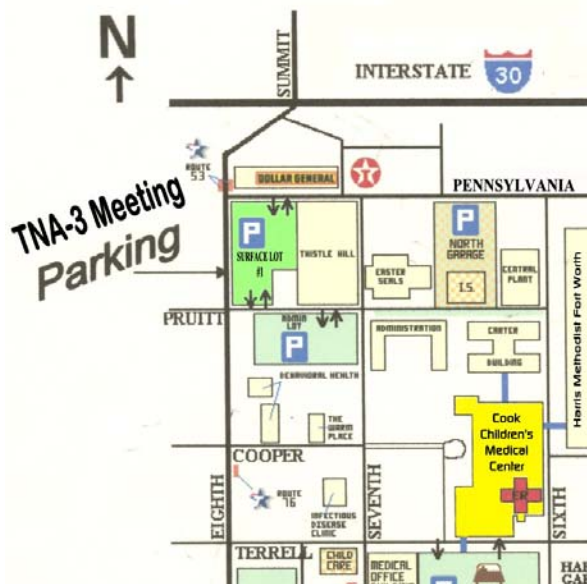 N
SUMMIT
INTERSTATE 30
ROUTE
53
DOLLAR GENERAL
T
PENNSYLVANIA
TNA-3 Meeting
Parking
P
SURFACE LOT
#1
THISTLE HILL
EASTER
SEALS
P
NORTH
GARAGE
I.S.
CENTRAL
PLANT
Harris Methodist Fort Worth
PRUITT
ADMIN
LOT
P
ADMINISTRATION
CARTER
BUILDING
BEHAVIORAL HEALTH
THE
WARM
PLACE
Cook
Children's
Medical
Center
ER
COOPER
EIGHTH
ROUTE
76
INFECTIOUS
DISEASE
CLINIC
SEVENTH
SIXTH
TERRELL
CHILD
CARE
MEDICAL
OFFICE
P
HA